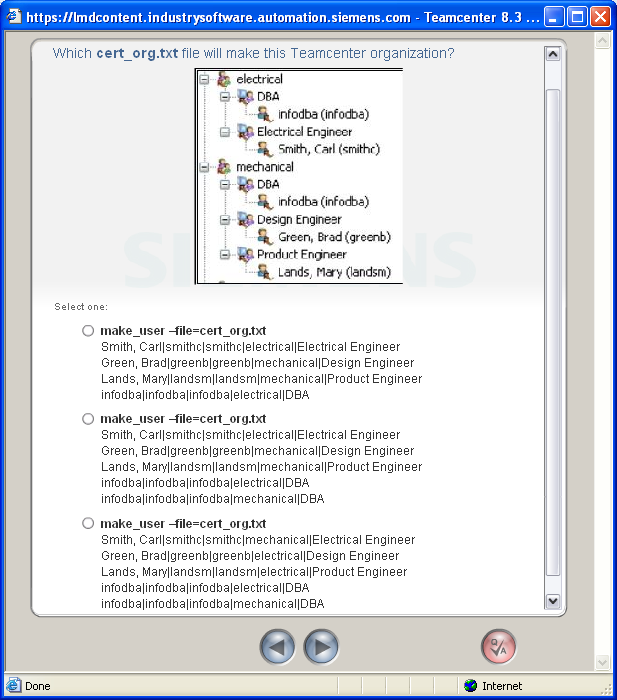 https://lmdcontent.industrysoftware.automation.siemens.com - Teamcenter 8.3 ...
Which cert_org.txt file will make this Teamcenter organization?
electrical
DBA
infodba (infodba)
Electrical Engineer
Smith, Carl (smithc)
mechanical
DBA
infodba (infodba)
Design Engineer
Green, Brad (greenb)
Product Engineer
Lands, Mary (landsm)
SIEMENS
Select one:
make_user –file=cert_org.txt
Smith, Carl|smithc|smithc|electrical|Electrical Engineer
Green, Brad|greenb|greenb|mechanical|Design Engineer
Lands, Mary|landsm|landsm|mechanical|Product Engineer
infodba|infodba|infodba|electrical|DBA
make_user –file=cert_org.txt
Smith, Carl|smithc|smithc|electrical|Electrical Engineer
Green, Brad|greenb|greenb|mechanical|Design Engineer
Lands, Mary|landsm|landsm|mechanical|Product Engineer
infodba|infodba|infodba|electrical|DBA
infodba|infodba|infodba|mechanical|DBA
make_user –file=cert_org.txt
Smith, Carl|smithc|smithc|mechanical|Electrical Engineer
Green, Brad|greenb|greenb|electrical|Design Engineer
Lands, Mary|landsm|landsm|electrical|Product Engineer
infodba|infodba|infodba|electrical|DBA
infodba|infodba|infodba|mechanical|DBA
Q/A
Done
Internet